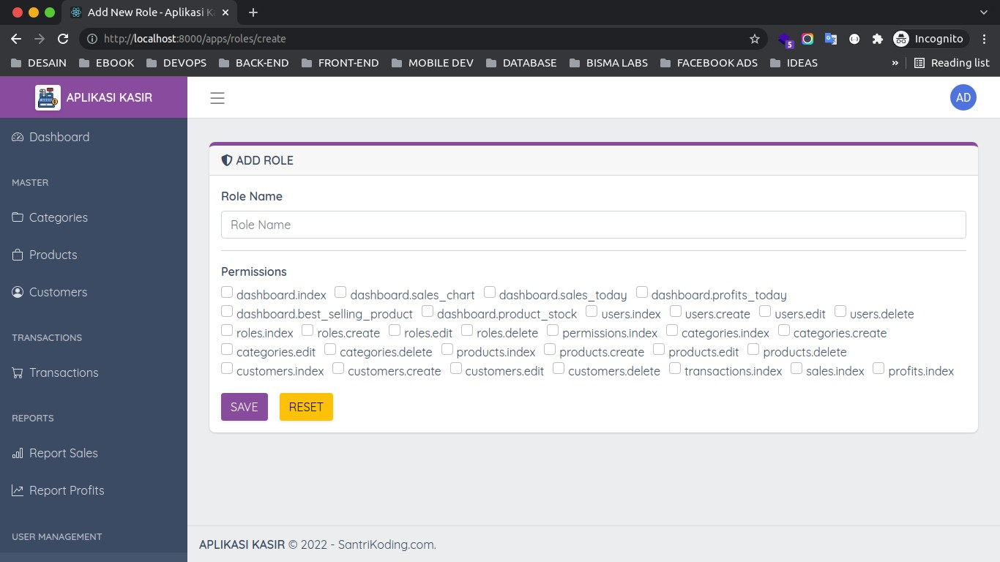 Add New Role - Aplikasi Ka
http://localhost:8000/apps/roles/create
5
Incognito
DESAIN EBOOK DEVOPS BACK-END FRONT-END MOBILE DEV DATABASE BISMA LABS FACEBOOK ADS IDEAS » Reading list
APLIKASI KASIR
AD
Dashboard
MASTER
Categories
Products
Customers
TRANSACTIONS
Transactions
REPORTS
Report Sales
Report Profits
USER MANAGEMENT
ADD ROLE
Role Name
Role Name
Permissions
dashboard.index dashboard.sales_chart dashboard.sales_today dashboard.profits_today
dashboard.best_selling_product dashboard.product_stock users.index users.create users.edit users.delete
roles.index roles.create roles.edit roles.delete permissions.index categories.index categories.create
categories.edit categories.delete products.index products.create products.edit products.delete
customers.index customers.create customers.edit customers.delete transactions.index sales.index profits.index
SAVE RESET
APLIKASI KASIR © 2022 - SantriKoding.com.